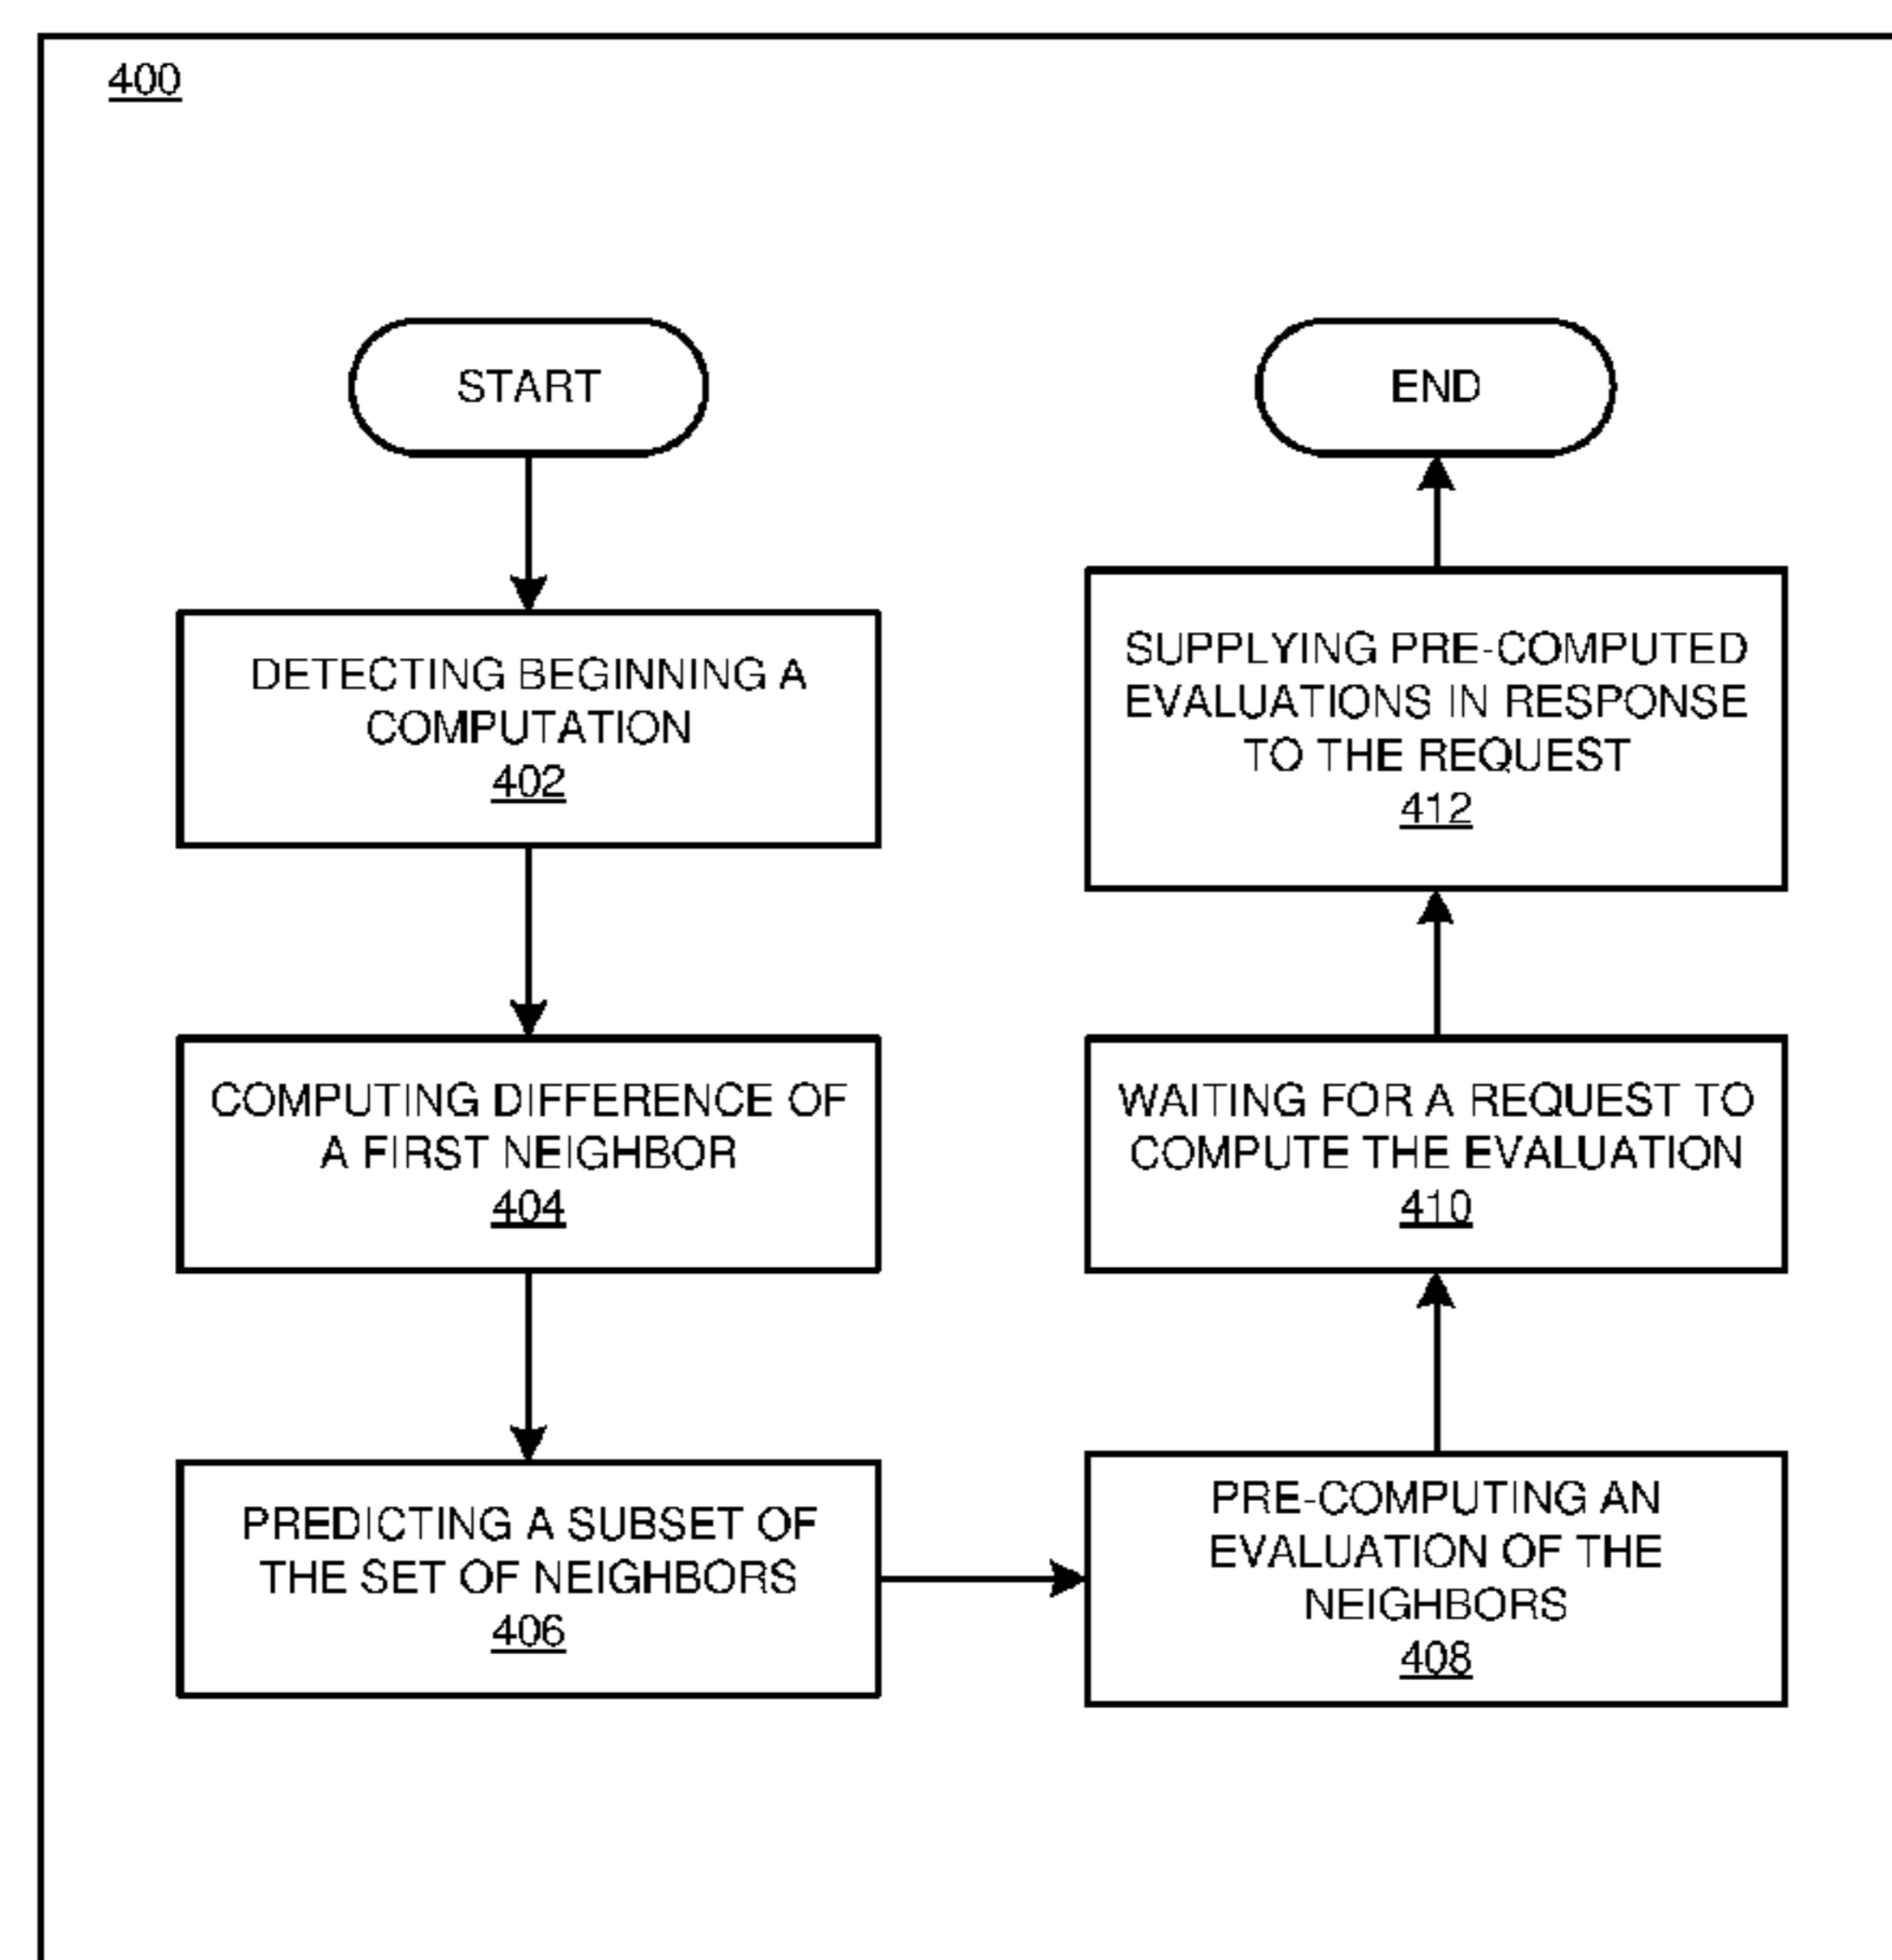 400
START
DETECTING BEGINNING A
COMPUTATION
402
COMPUTING DIFFERENCE OF
A FIRST NEIGHBOR
404
PREDICTING A SUBSET OF
THE SET OF NEIGHBORS
406
PRE-COMPUTING AN
EVALUATION OF THE
NEIGHBORS
408
WAITING FOR A REQUEST TO
COMPUTE THE EVALUATION
410
SUPPLYING PRE-COMPUTED
EVALUATIONS IN RESPONSE
TO THE REQUEST
412
END